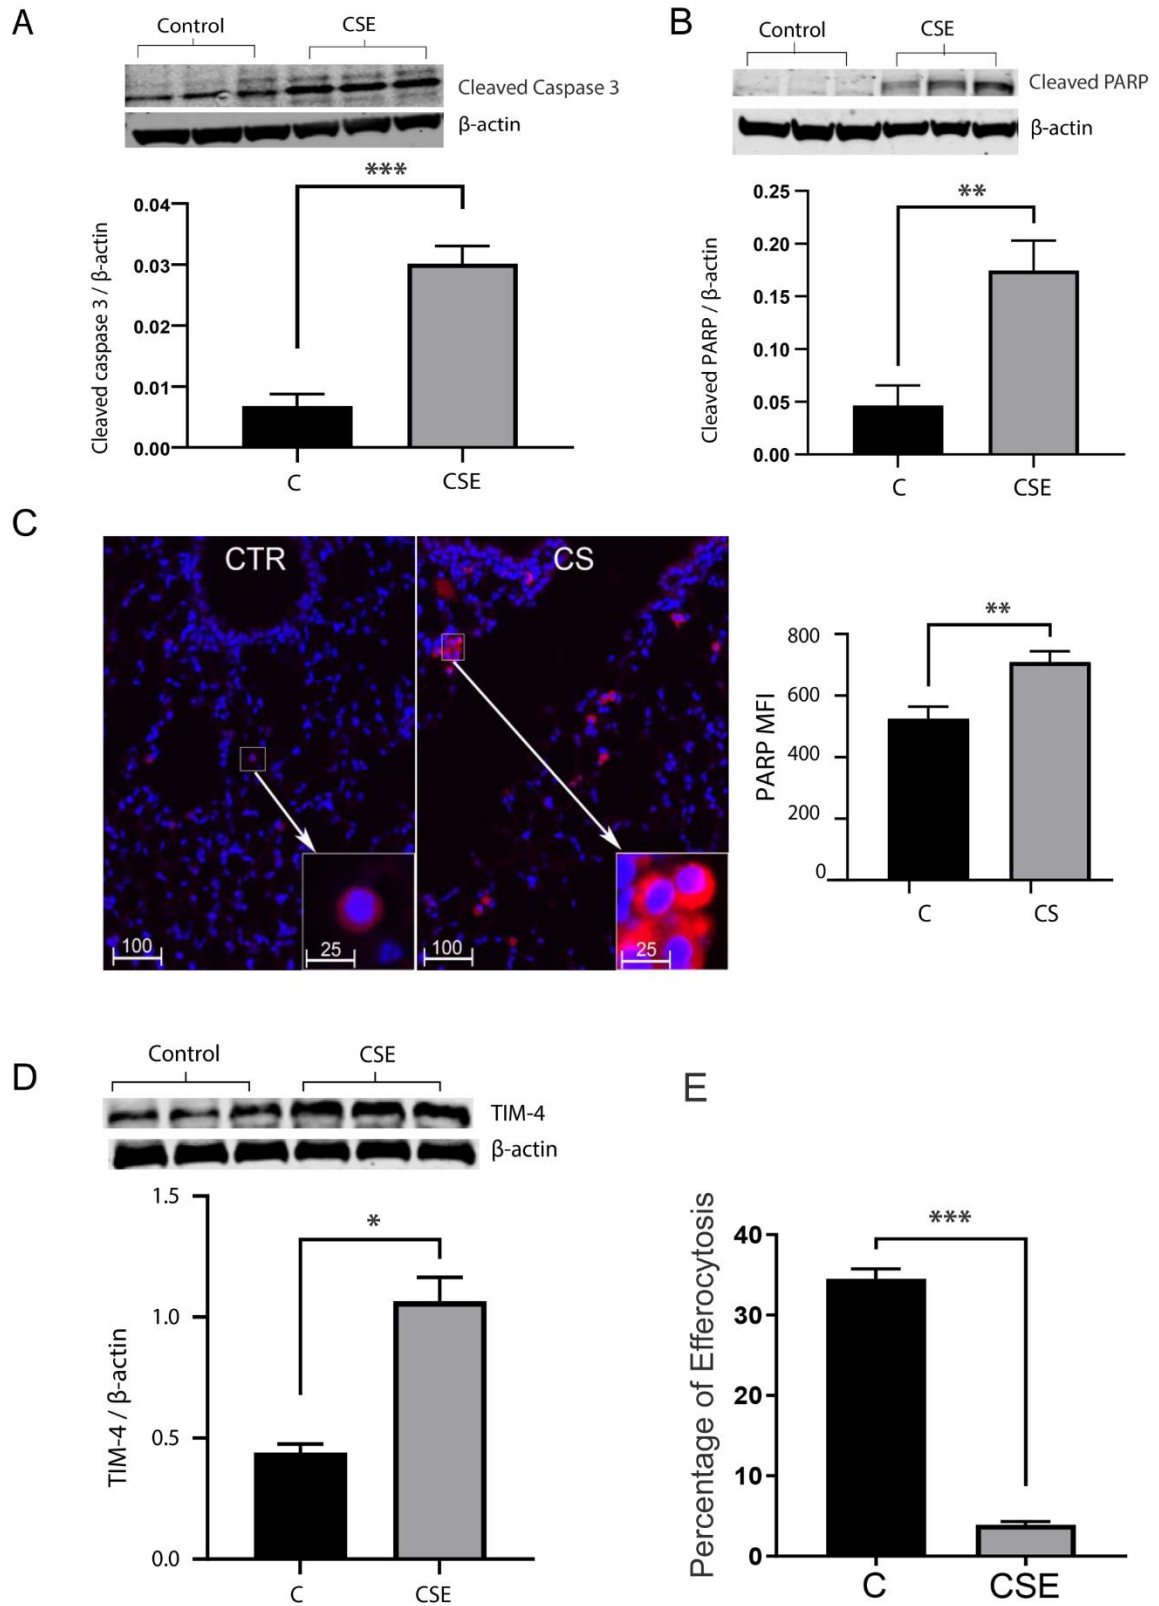 A
Control
CSE
Cleaved Caspase 3
β-actin
***
Cleaved caspase 3 / β-actin
0.04
0.03
0.02
0.01
0.00
C
CSE
B
Control
CSE
Cleaved PARP
β-actin
**
Cleaved PARP / β-actin
0.25
0.20
0.15
0.10
0.05
0.00
C
CSE
C
CTR
CS
100
25
100
25
**
PARP MFI
800
600
400
200
0
C
CS
D
Control
CSE
TIM-4
β-actin
*
TIM-4 / β-actin
1.5
1.0
0.5
0.0
C
CSE
E
***
Percentage of Efferocytosis
40
30
20
10
0
C
CSE